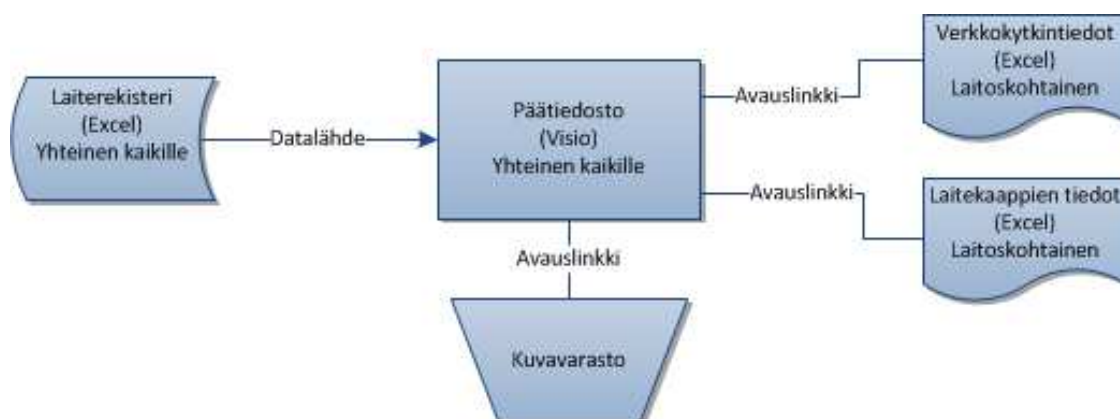 Laiterekisteri
(Excel)
Yhteinen kaikille
Datalähde
Päätiedosto
(Visio)
Yhteinen kaikille
Avauslinkki
Verkkokytkintiedot
(Excel)
Laitoskohtainen
Avauslinkki
Laitekaappien tiedot
(Excel)
Laitoskohtainen
Avauslinkki
Kuvavarasto